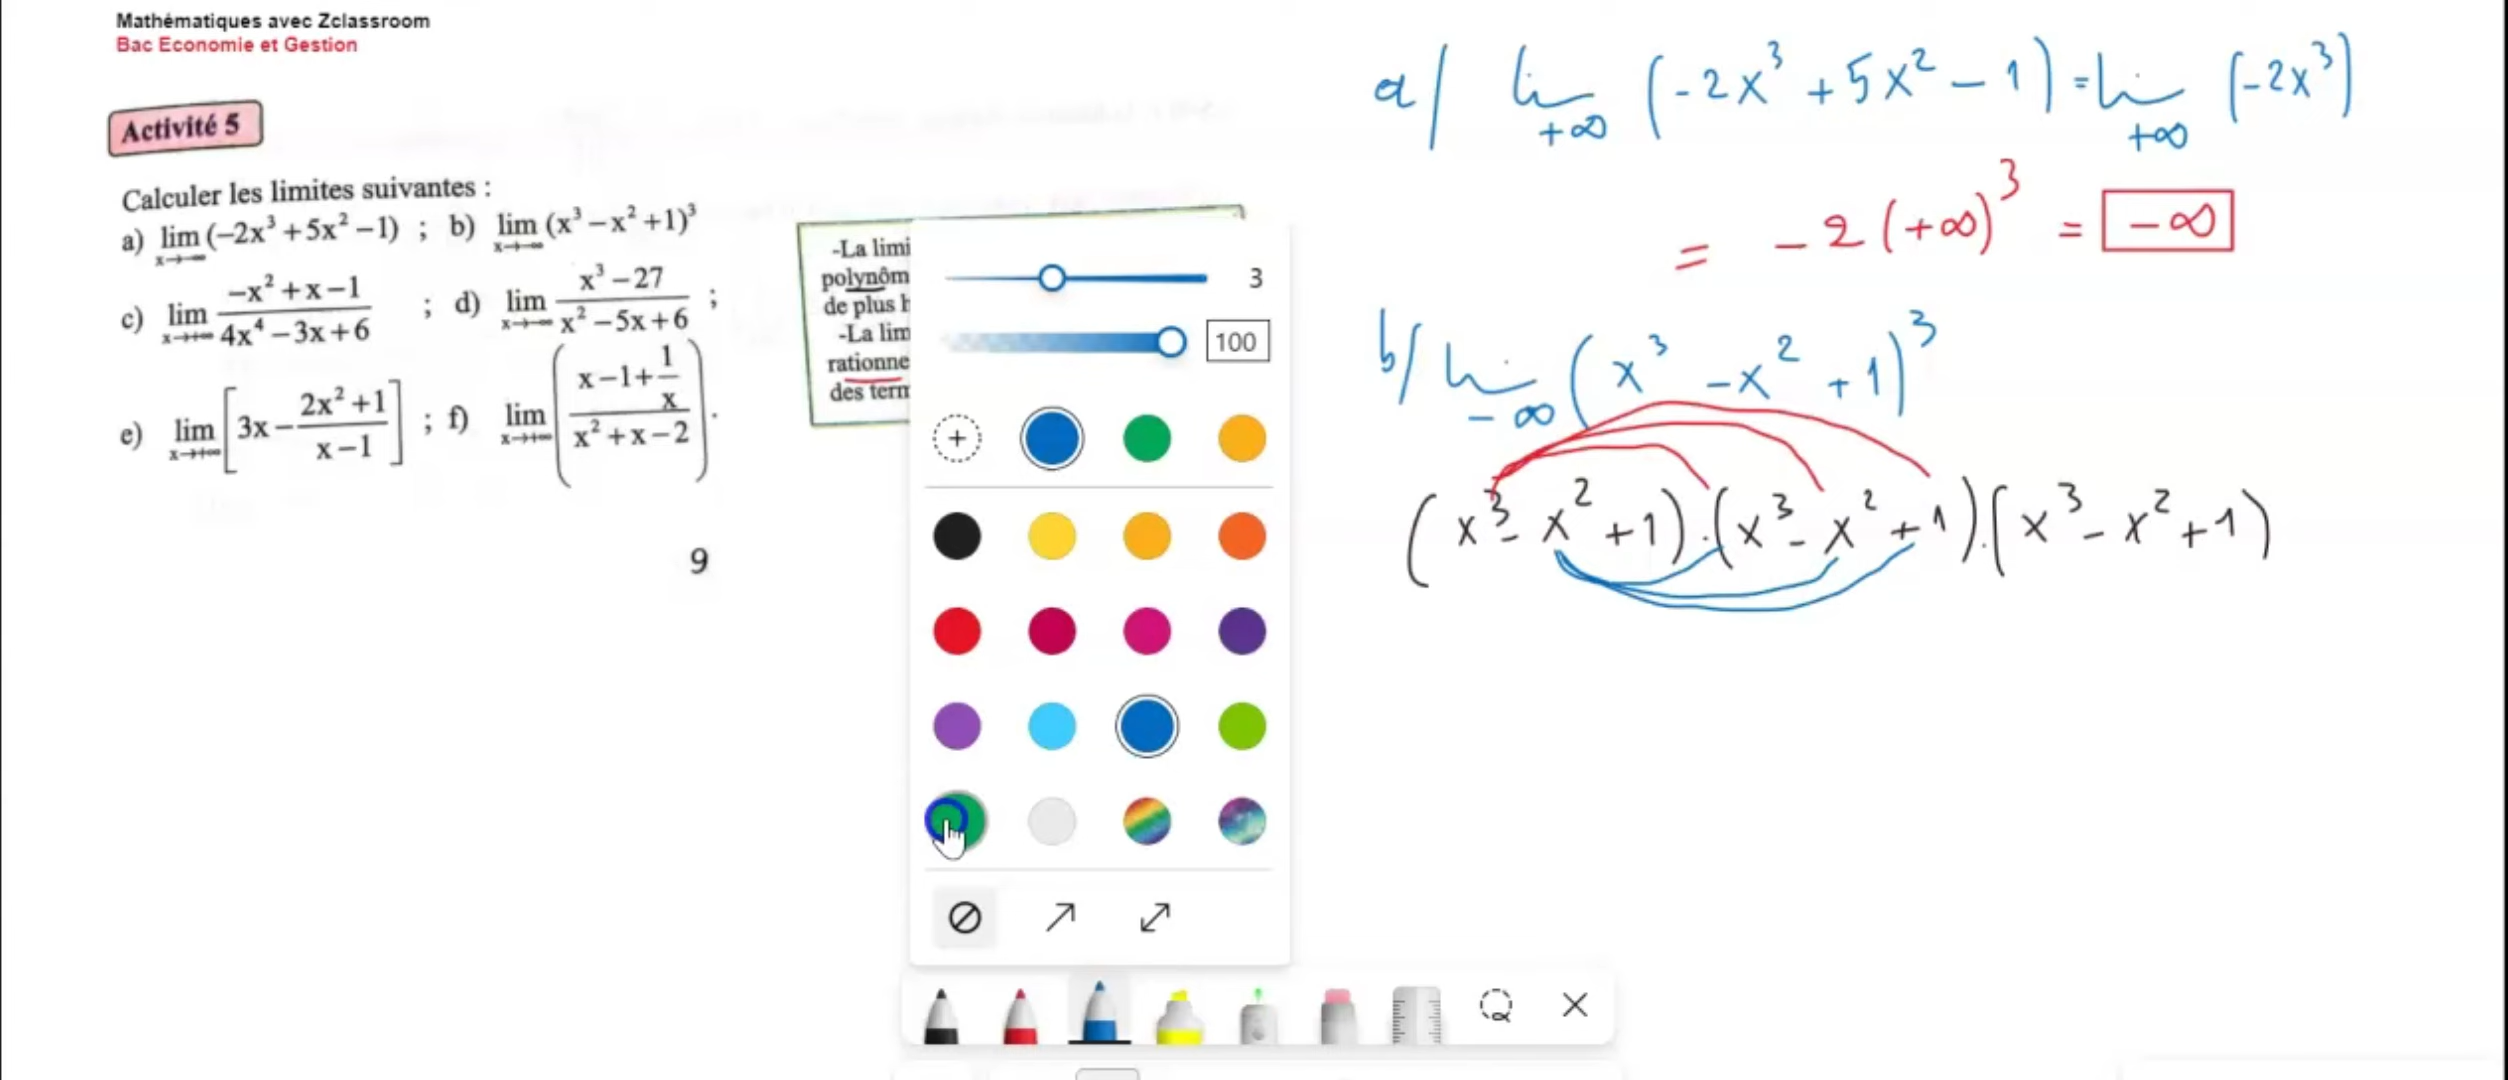 Mathématiques avec Zclassroom
Bac Economie et Gestion
Activité 5
Calculer les limites suivantes :
a) lim x→−∞ (−2x³ + 5x² − 1) ; b) lim x→−∞ (x³ − x² + 1)³
c) lim x→+∞ (−x² + x − 1)/(4x⁴ − 3x + 6) ; d) lim x→−∞ (x³ − 27)/(x² − 5x + 6) ;
e) lim x→+∞ [3x − (2x² + 1)/(x − 1)] ; f) lim x→+∞ ((x − 1 + 1/x)/(x² + x − 2)).
9
-La limi
polynôm
de plus h
-La lim
rationne
des term
3
100
a/ lim +∞ (-2x³ + 5x² − 1) = lim +∞ (-2x³)
= −2(+∞)³ = −∞
b/ lim −∞ (x³ − x² + 1)³
(x³ − x² + 1).(x³ − x² + 1).(x³ − x² + 1)